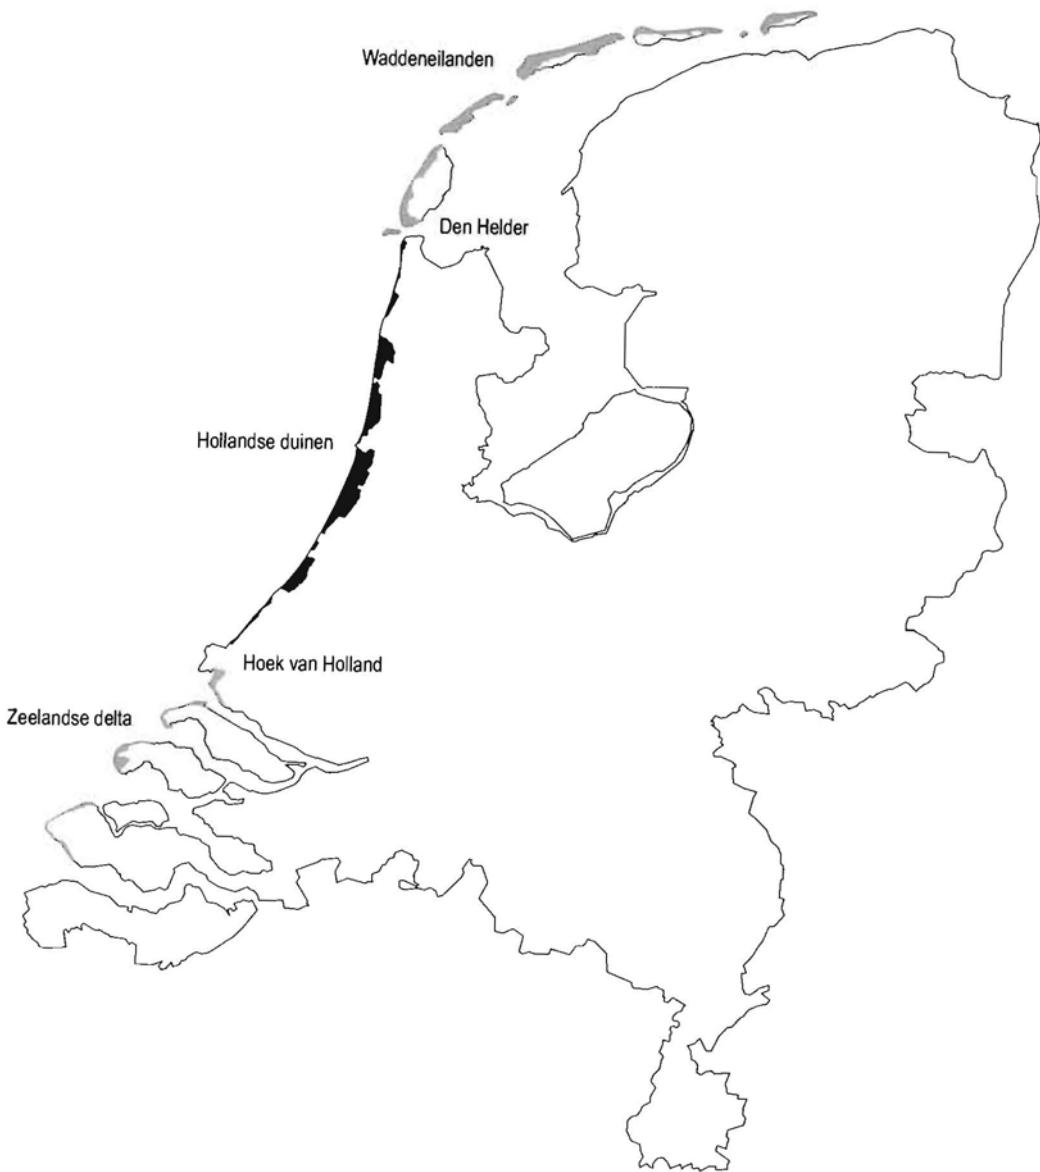 Waddeneilanden
Den Helder
Hollandse duinen
Hoek van Holland
Zeelandse delta